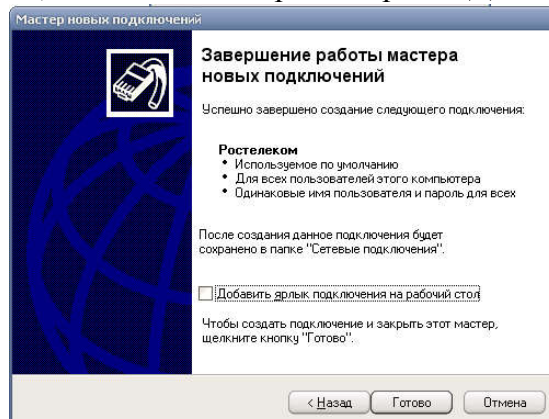 Мастер новых подключений
Завершение работы мастера
новых подключений
Успешно завершено создание следующего подключения:
Ростелеком
• Используемое по умолчанию
• Для всех пользователей этого компьютера
• Одинаковые имя пользователя и пароль для всех
После создания данное подключение будет
сохранено в папке "Сетевые подключения".
Добавить ярлык подключения на рабочий стол
Чтобы создать подключение и закрыть этот мастер,
щелкните кнопку "Готово".
< Назад Готово Отмена